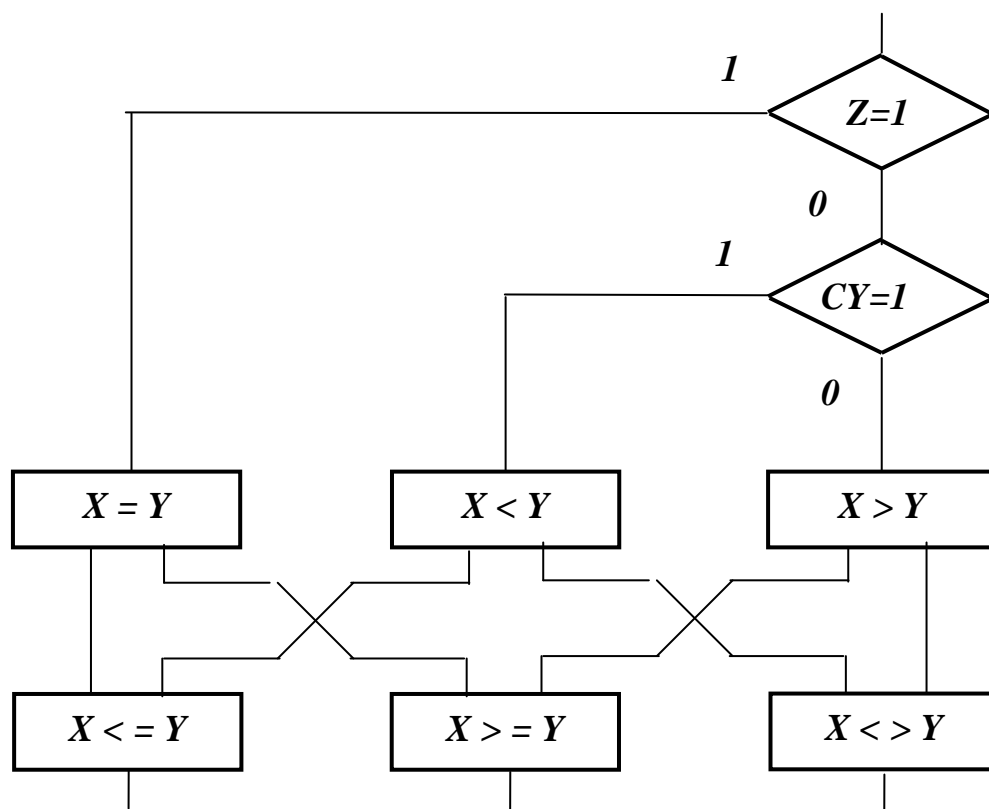 1
Z=1
0
1
CY=1
0
X = Y
X < Y
X > Y
X < = Y
X > = Y
X < > Y